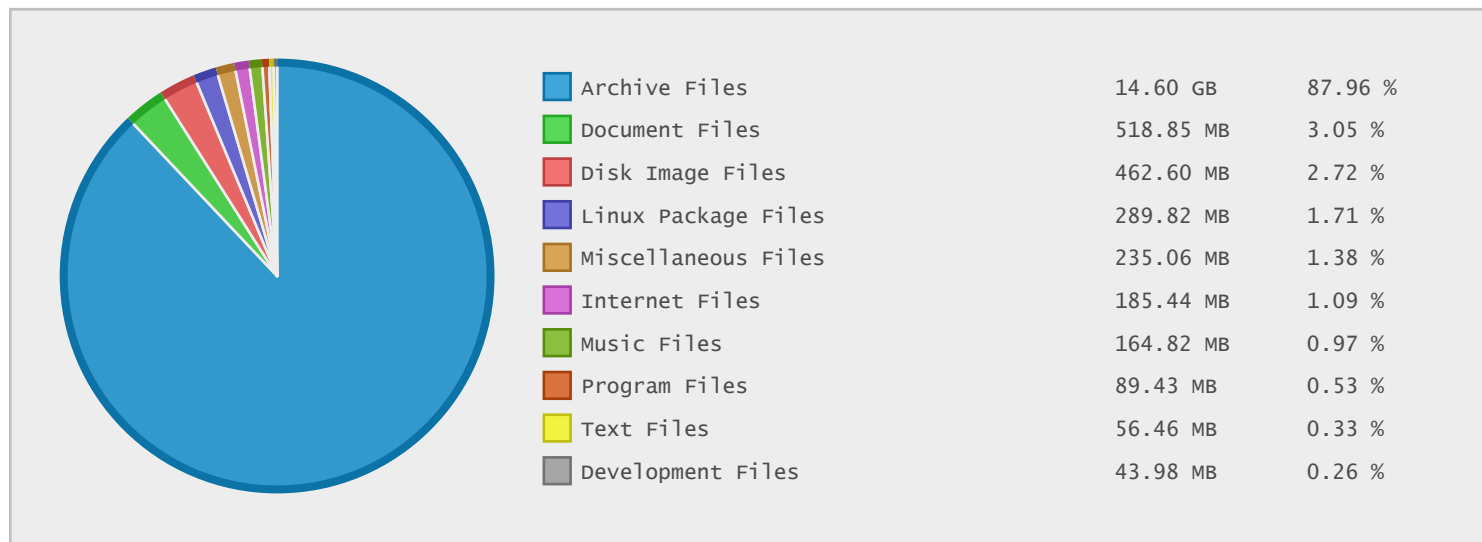 Archive Files 14.60 GB 87.96 %
Document Files 518.85 MB 3.05 %
Disk Image Files 462.60 MB 2.72 %
Linux Package Files 289.82 MB 1.71 %
Miscellaneous Files 235.06 MB 1.38 %
Internet Files 185.44 MB 1.09 %
Music Files 164.82 MB 0.97 %
Program Files 89.43 MB 0.53 %
Text Files 56.46 MB 0.33 %
Development Files 43.98 MB 0.26 %